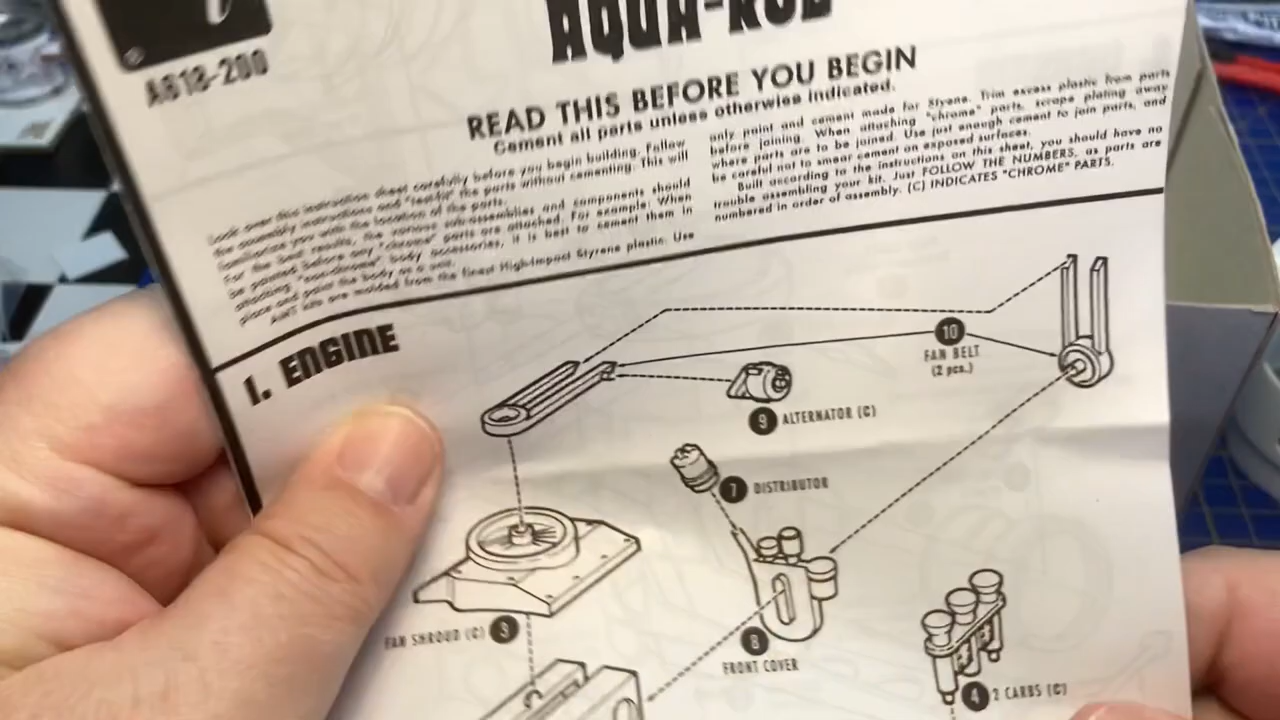 A618-200
READ THIS BEFORE YOU BEGIN
Cement all parts unless otherwise indicated.
Look over this instruction sheet carefully before you begin building. Follow
the assembly instructions and "test-fit" the parts without cementing. This will
familiarize you with the location of the parts.
For the best results, the various sub-assemblies and components should
be painted before any "chrome" parts are attached. For example: When
attaching "non-chrome" body accessories, it is best to cement them in
place and paint the body as a unit.
AMT kits are molded from the finest High-Impact Styrene plastic. Use
only paint and cement made for Styrene. Trim excess plastic from parts
before joining. When attaching "chrome" parts, scrape plating away
where parts are to be joined. Use just enough cement to join parts, and
be careful not to smear cement on exposed surfaces.
Built according to the instructions on this sheet, you should have no
trouble assembling your kit. Just FOLLOW THE NUMBERS, as parts are
numbered in order of assembly. (C) INDICATES "CHROME" PARTS.
1. ENGINE
10
FAN BELT
(2 pcs.)
9 ALTERNATOR (C)
7 DISTRIBUTOR
FAN SHROUD (C)
8
FRONT COVER
4 2 CARBS (C)